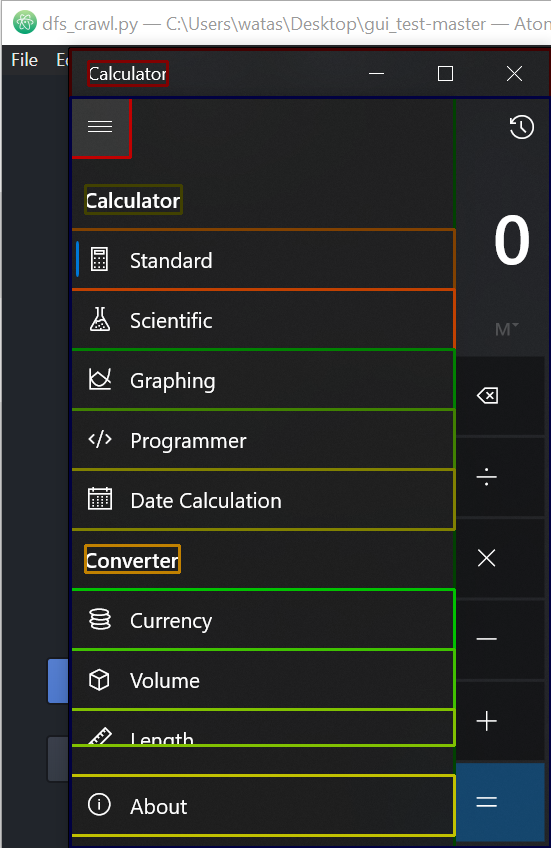 dfs_crawl.py — C:\Users\watas\Desktop\gui_test-master — Atom
File
Calculator
Calculator
0
Standard
Scientific
M
Graphing
Programmer
Date Calculation
Converter
Currency
Volume
Length
About